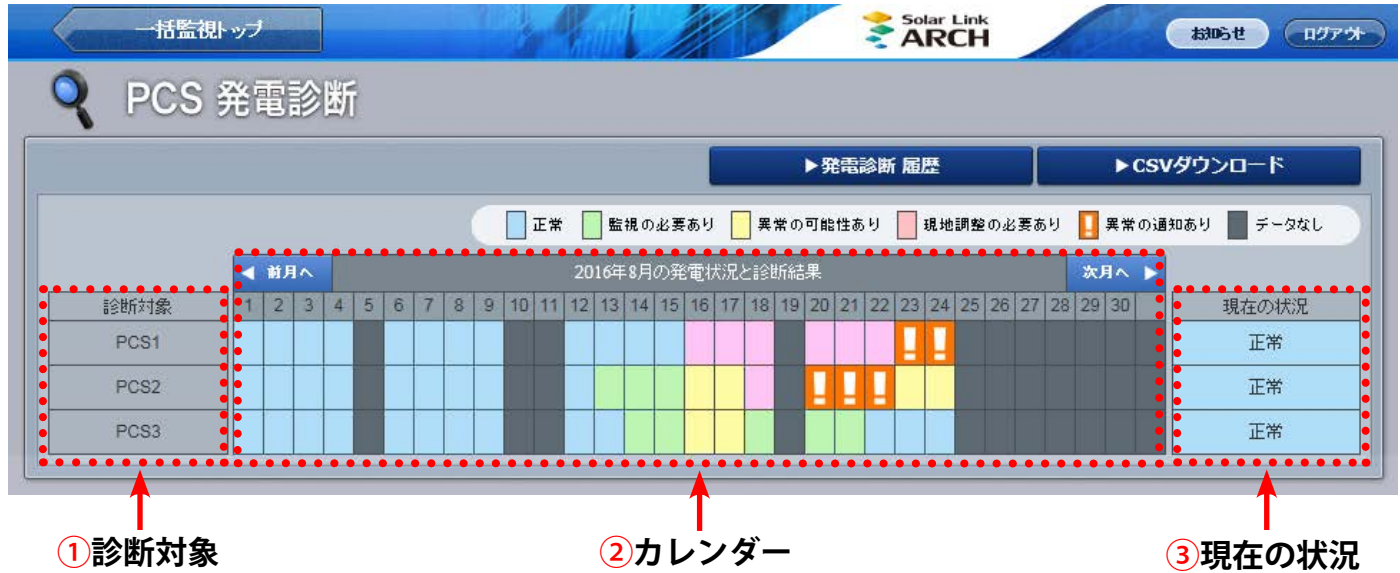 一括監視トップ
Solar Link
ARCH
お知らせ
ログアウト
PCS 発電診断
▶発電診断 履歴
▶CSVダウンロード
正常 監視の必要あり 異常の可能性あり 現地調整の必要あり 異常の通知あり データなし
◀ 前月へ 2016年8月の発電状況と診断結果 次月へ ▶
診断対象 1 2 3 4 5 6 7 8 9 10 11 12 13 14 15 16 17 18 19 20 21 22 23 24 25 26 27 28 29 30 現在の状況
PCS1 ! ! 正常
PCS2 ! ! ! 正常
PCS3 正常
①診断対象 ②カレンダー ③現在の状況